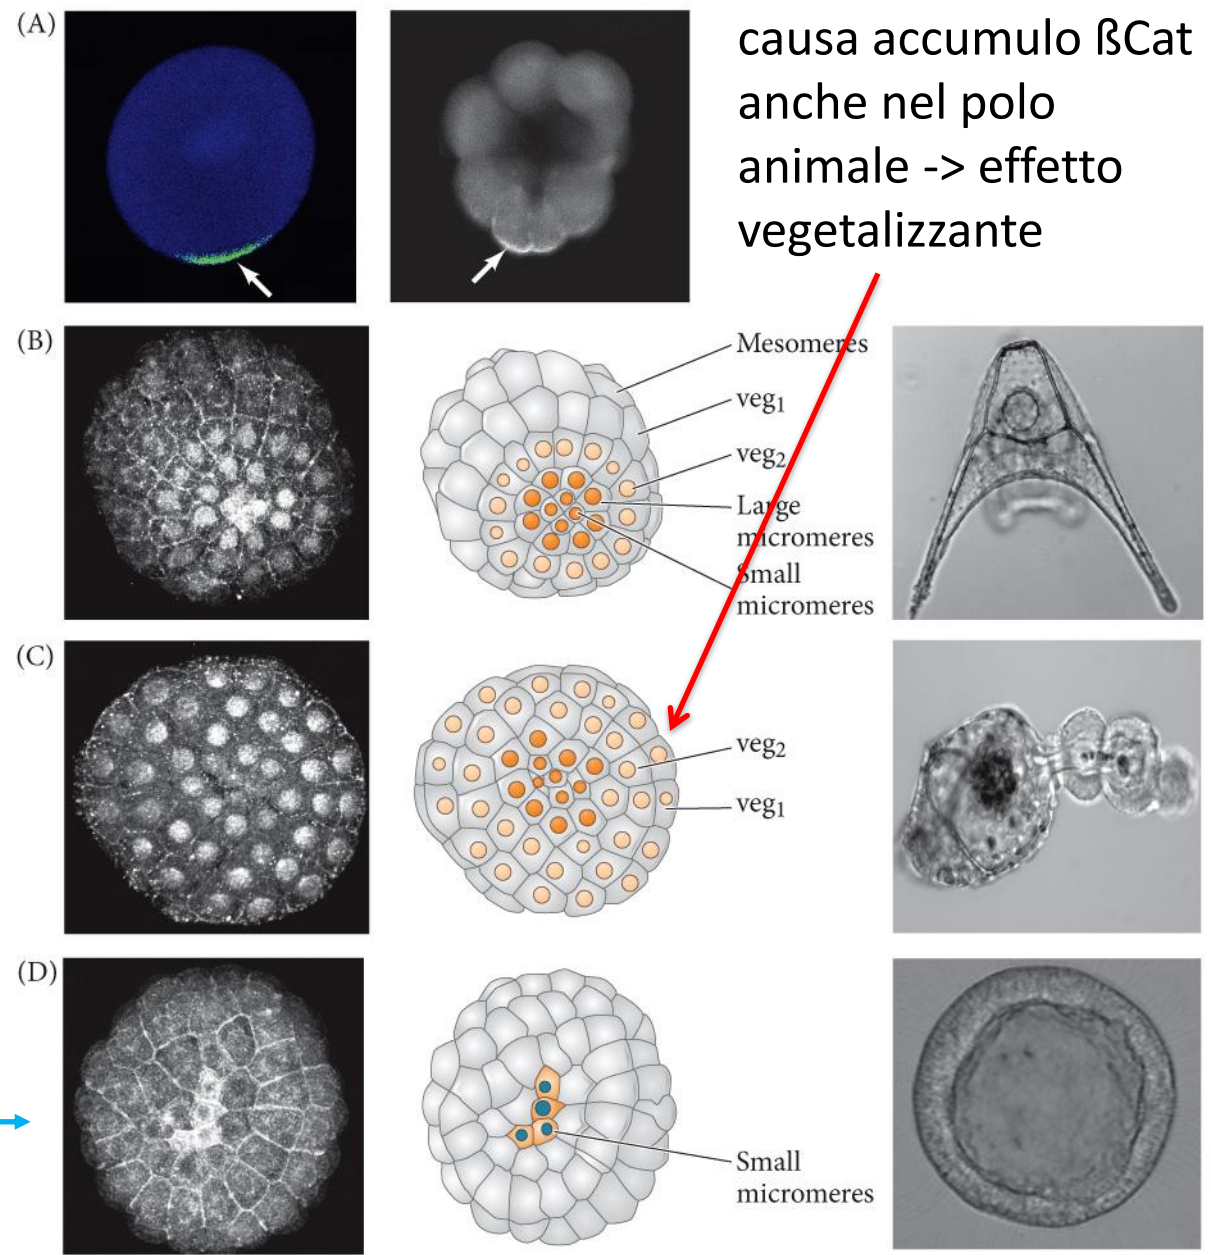 (A)
causa accumulo ßCat
anche nel polo
animale -> effetto
vegetalizzante
(B)
Mesomeres
veg1
veg2
Large
micromeres
Small
micromeres
(C)
veg2
veg1
(D)
Small
micromeres